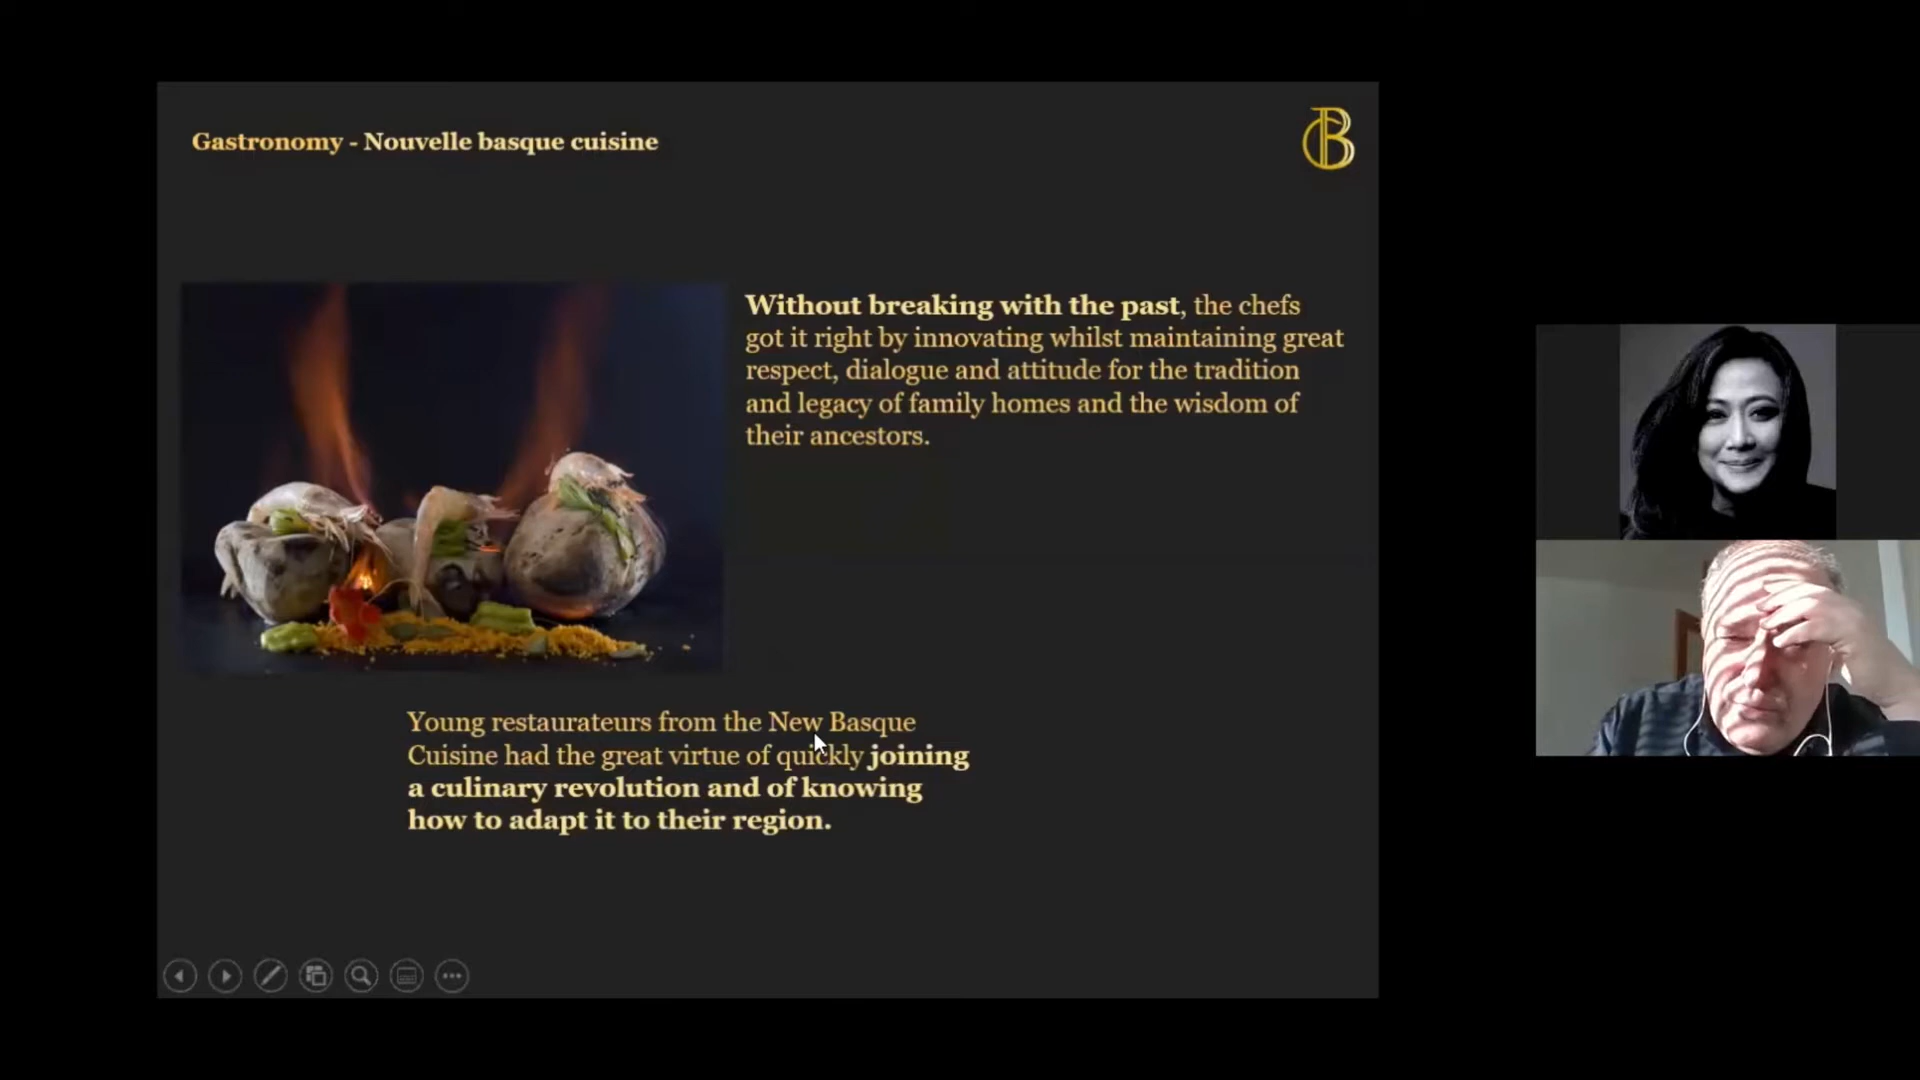 Gastronomy - Nouvelle basque cuisine
B
Without breaking with the past, the chefs
got it right by innovating whilst maintaining great
respect, dialogue and attitude for the tradition
and legacy of family homes and the wisdom of
their ancestors.
Young restaurateurs from the New Basque
Cuisine had the great virtue of quickly joining
a culinary revolution and of knowing
how to adapt it to their region.